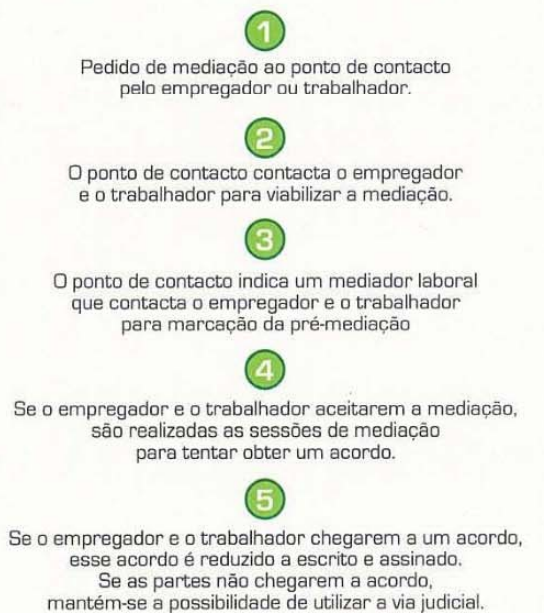 1
Pedido de mediação ao ponto de contacto
pelo empregador ou trabalhador.
2
O ponto de contacto contacta o empregador
e o trabalhador para viabilizar a mediação.
3
O ponto de contacto indica um mediador laboral
que contacta o empregador e o trabalhador
para marcação da pré-mediação
4
Se o empregador e o trabalhador aceitarem a mediação,
são realizadas as sessões de mediação
para tentar obter um acordo.
5
Se o empregador e o trabalhador chegarem a um acordo,
esse acordo é reduzido a escrito e assinado.
Se as partes não chegarem a acordo,
mantém-se a possibilidade de utilizar a via judicial.